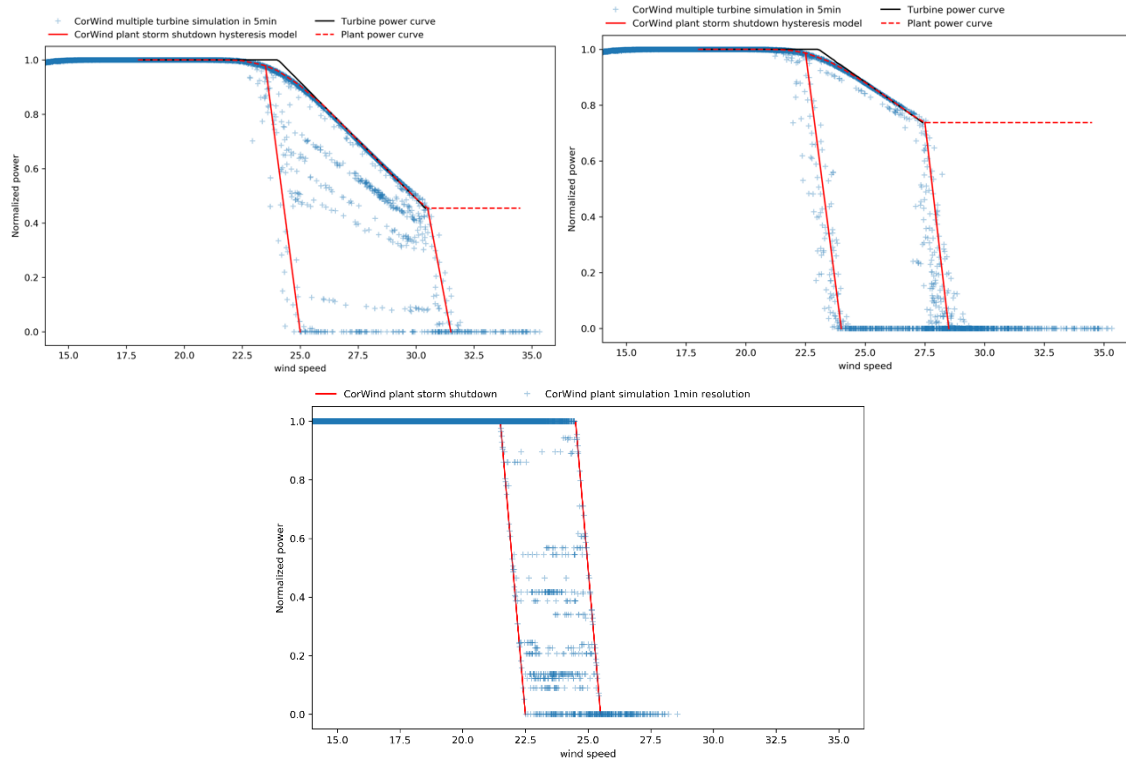 CorWind multiple turbine simulation in 5min
Turbine power curve
CorWind plant storm shutdown hysteresis model
Plant power curve
1.0
0.8
0.6
0.4
0.2
0.0
Normalized power
15.0 17.5 20.0 22.5 25.0 27.5 30.0 32.5 35.0
wind speed
CorWind multiple turbine simulation in 5min
Turbine power curve
CorWind plant storm shutdown hysteresis model
Plant power curve
1.0
0.8
0.6
0.4
0.2
0.0
Normalized power
15.0 17.5 20.0 22.5 25.0 27.5 30.0 32.5 35.0
wind speed
CorWind plant storm shutdown
CorWind plant simulation 1min resolution
1.0
0.8
0.6
0.4
0.2
0.0
Normalized power
15.0 17.5 20.0 22.5 25.0 27.5 30.0 32.5 35.0
wind speed